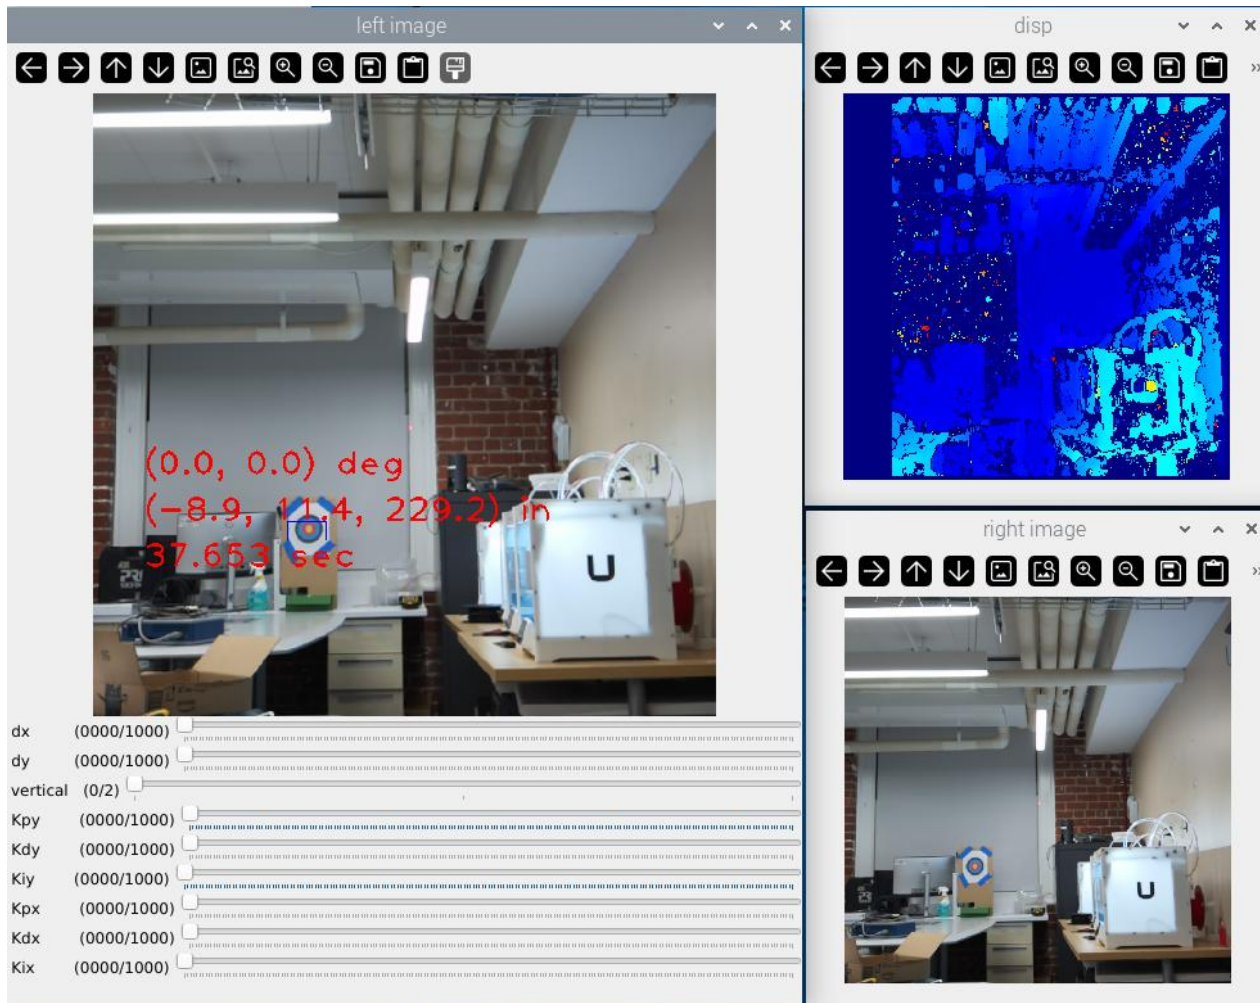 left image
(0.0, 0.0) deg
(-8.9, 11.4, 229.2) in
37.653 sec
U
dx (0000/1000)
dy (0000/1000)
vertical (0/2)
Kpy (0000/1000)
Kdy (0000/1000)
Kiy (0000/1000)
Kpx (0000/1000)
Kdx (0000/1000)
Kix (0000/1000)
disp
»
right image
»
U